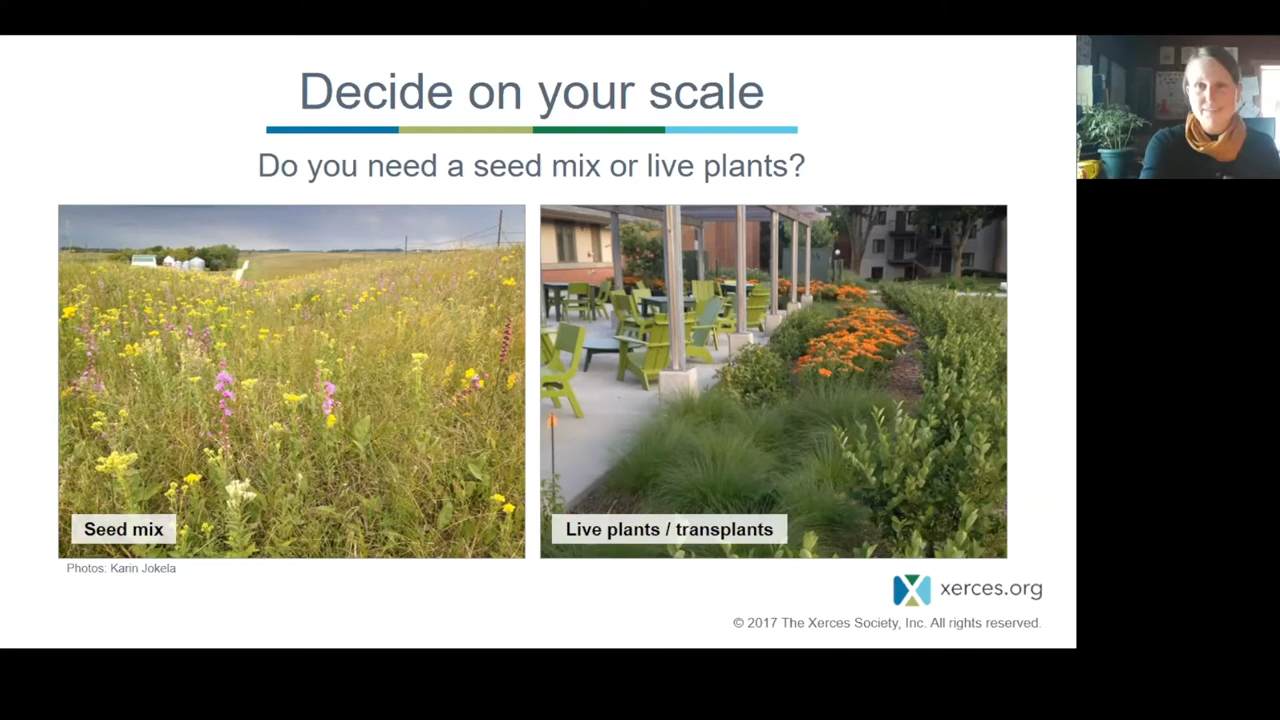 Decide on your scale
Do you need a seed mix or live plants?
Seed mix
Live plants / transplants
Photos: Karin Jokela
xerces.org
© 2017 The Xerces Society, Inc. All rights reserved.